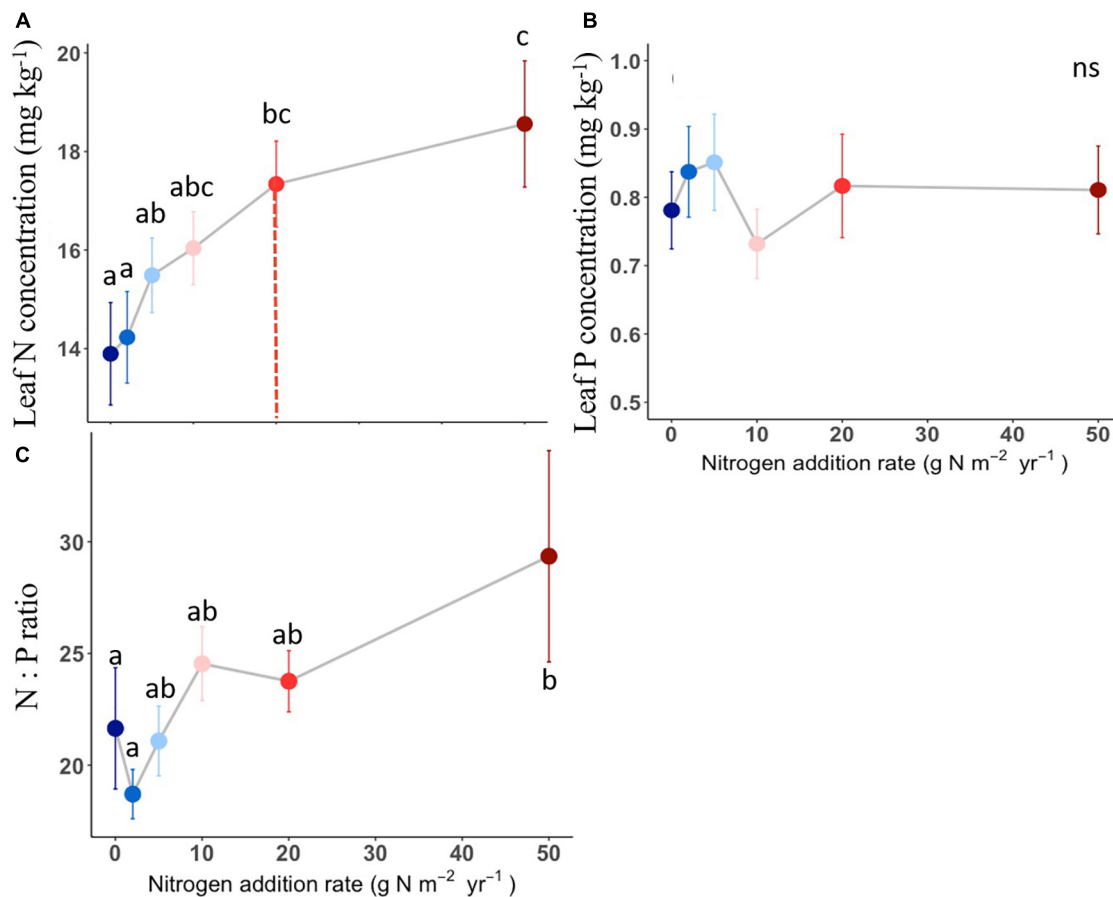 A
Leaf N concentration (mg kg⁻¹)
20
18
16
14
a
a
ab
abc
bc
c
B
Leaf P concentration (mg kg⁻¹)
1.0
0.9
0.8
0.7
0.6
0.5
ns
0 10 20 30 40 50
Nitrogen addition rate (g N m⁻² yr⁻¹ )
C
N : P ratio
30
25
20
a
a
ab
ab
ab
b
0 10 20 30 40 50
Nitrogen addition rate (g N m⁻² yr⁻¹ )